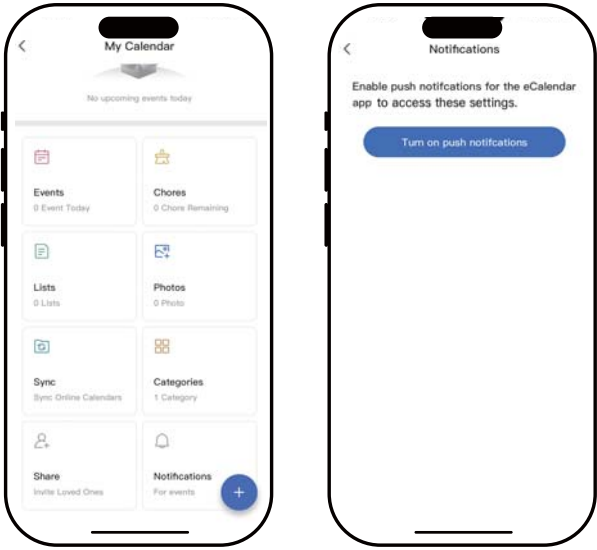 My Calendar
No upcoming events today
Events
0 Event Today
Chores
0 Chore Remaining
Lists
0 Lists
Photos
0 Photo
Sync
Sync Online Calendars
Categories
1 Category
Share
Invite Loved Ones
Notifications
For events
Notifications
Enable push notifcations for the eCalendar
app to access these settings.
Turn on push notifcations